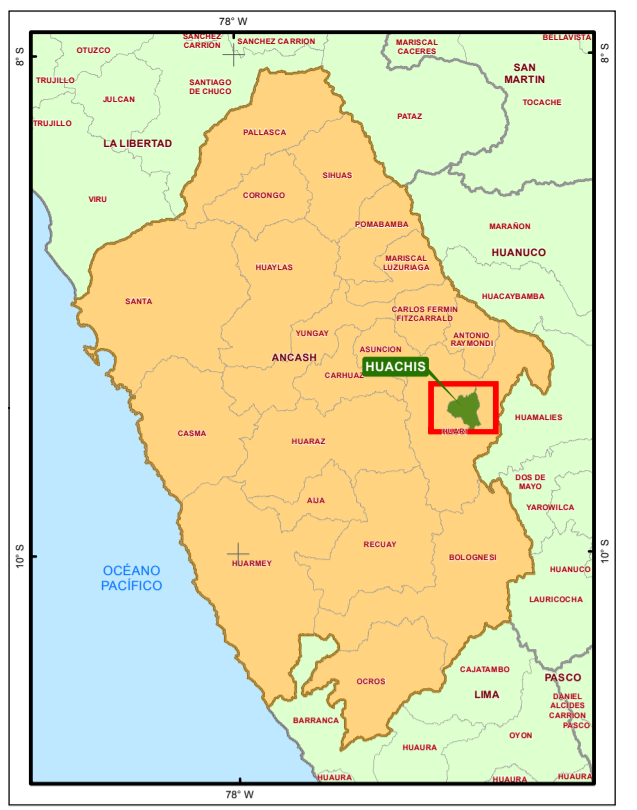 78° W
8° S
8° S
OTUZCO
SANCHEZ
CARRION
SANCHEZ CARRION
MARISCAL
CACERES
BELLAVISTA
SAN
MARTIN
TRUJILLO
JULCAN
SANTIAGO
DE CHUCO
TOCACHE
TRUJILLO
LA LIBERTAD
PALLASCA
PATAZ
SIHUAS
VIRU
CORONGO
POMABAMBA
MARAÑON
HUANUCO
HUAYLAS
MARISCAL
LUZURIAGA
SANTA
HUACAYBAMBA
CARLOS FERMIN
FITZCARRALD
YUNGAY
ANTONIO
RAYMONDI
ANCASH
ASUNCION
HUACHIS
CARHUAZ
HUAMALIES
CASMA
HUARAZ
DOS DE
MAYO
AIJA
YAROWILCA
RECUAY
BOLOGNESI
10° S
10° S
OCÉANO
PACÍFICO
HUARMEY
HUANUCO
LAURICOCHA
OCROS
CAJATAMBO
LIMA
PASCO
DANIEL
ALCIDES
CARRION
PASCO
BARRANCA
OYON
HUAURA
HUAURA
HUAURA
HUAURA
78° W